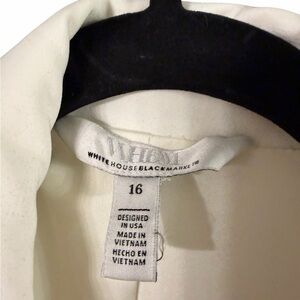 WHBM
WHITE HOUSE BLACK MARKET
16
DESIGNED
IN USA
MADE IN
VIETNAM
HECHO EN
VIETNAM